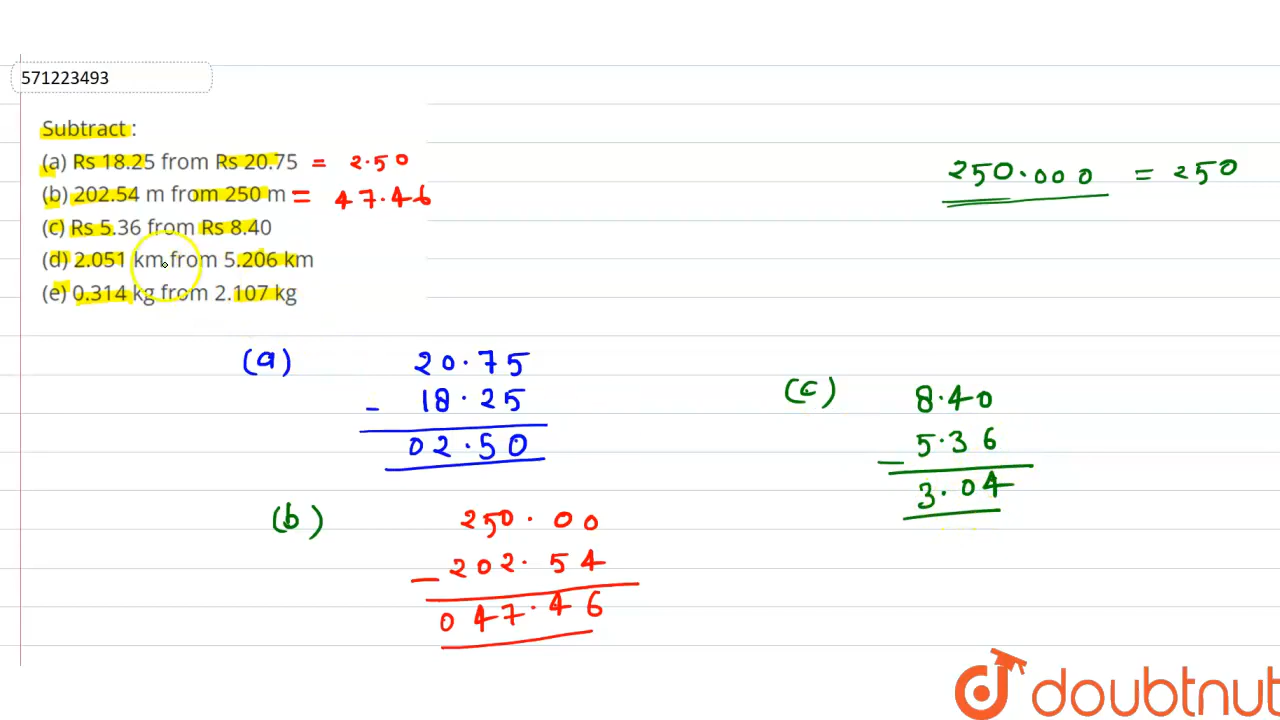 571223493
Subtract :
(a) Rs 18.25 from Rs 20.75 = 2.50
(b) 202.54 m from 250 m = 47.46
(c) Rs 5.36 from Rs 8.40
(d) 2.051 km from 5.206 km
(e) 0.314 kg from 2.107 kg
250.000 = 250
(a) 20.75
- 18.25
02.50
(b) 250.00
- 202.54
047.46
(c) 8.40
- 5.36
3.04
doubtnut